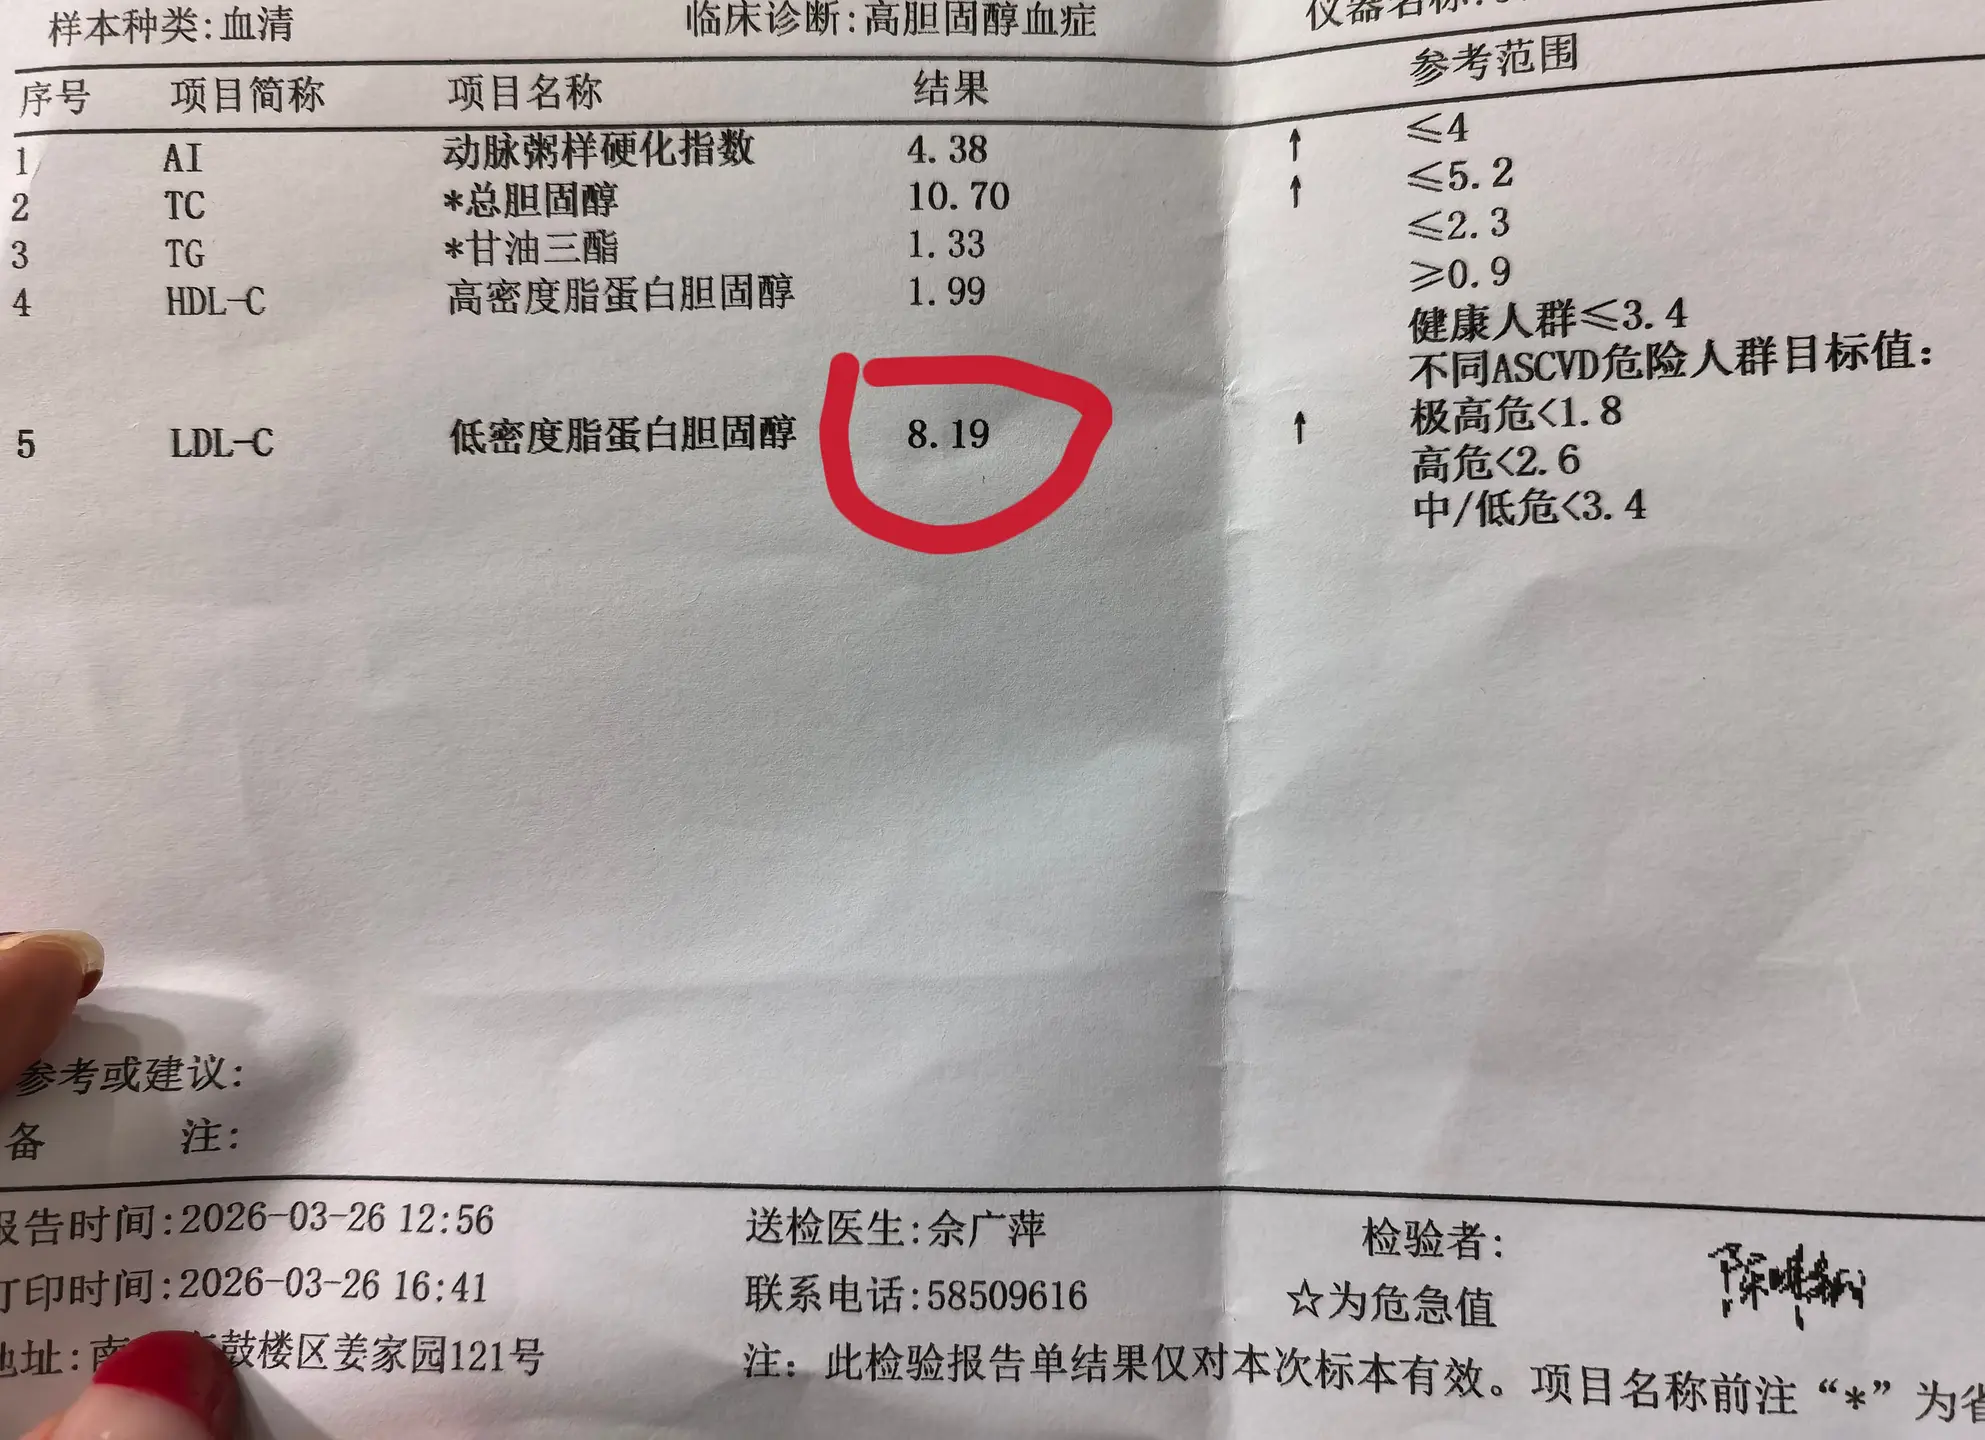 样本种类:血清 临床诊断:高胆固醇血症 仪器名称:
序号 项目简称 项目名称 结果 参考范围
1 AI 动脉粥样硬化指数 4.38 ↑ ≤4
2 TC *总胆固醇 10.70 ↑ ≤5.2
3 TG *甘油三酯 1.33 ≤2.3
4 HDL-C 高密度脂蛋白胆固醇 1.99 ≥0.9
健康人群≤3.4
不同ASCVD危险人群目标值:
5 LDL-C 低密度脂蛋白胆固醇 8.19 ↑ 极高危<1.8
高危<2.6
中/低危<3.4
参考或建议:
备 注:
报告时间:2026-03-26 12:56 送检医生:佘广萍 检验者:
打印时间:2026-03-26 16:41 联系电话:58509616 ☆为危急值
地址:南 鼓楼区姜家园121号 注: 此检验报告单结果仅对本次标本有效。项目名称前注“*”为省